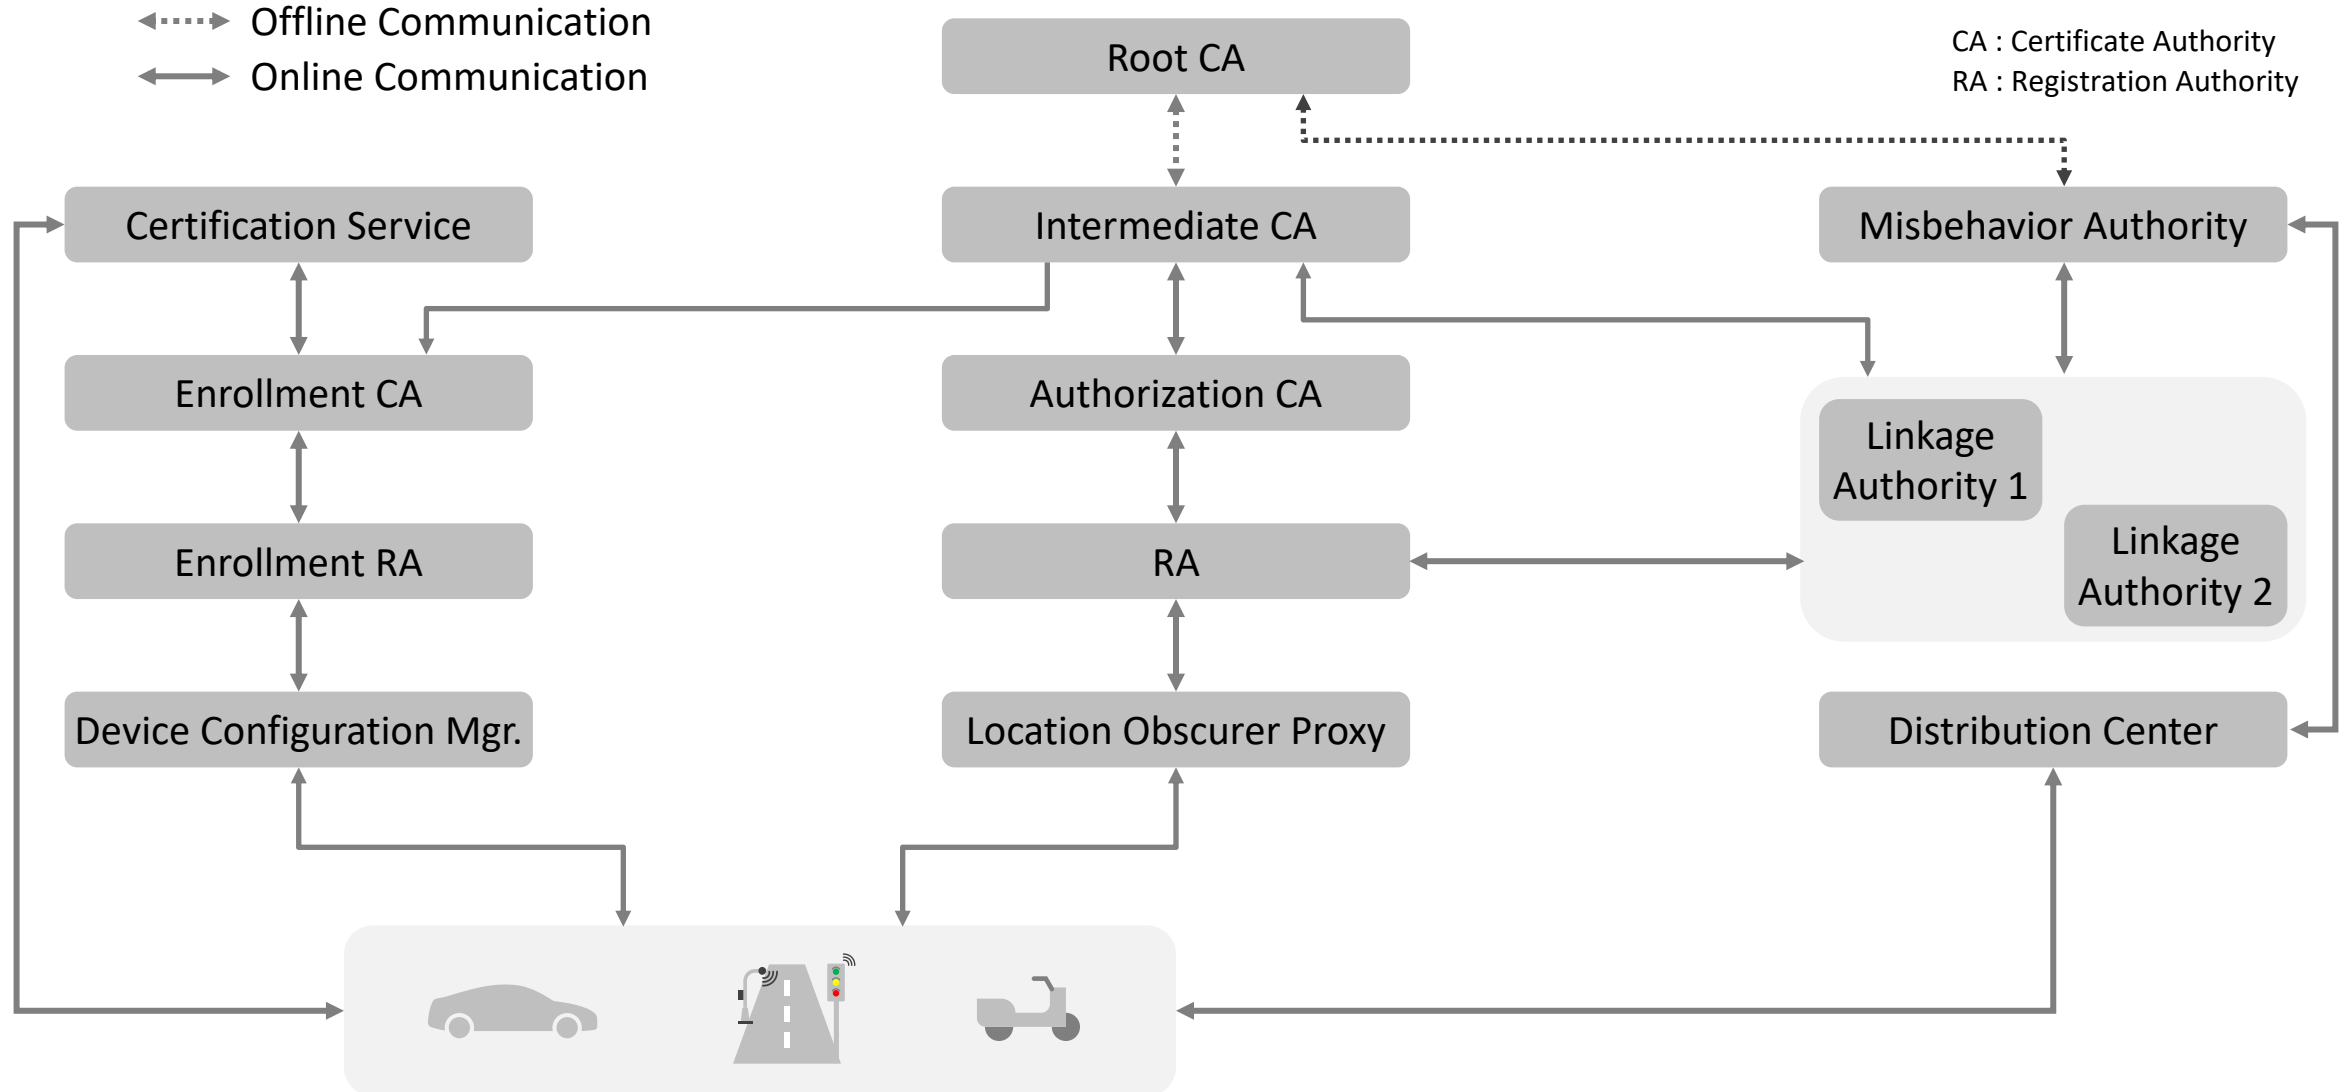 Offline Communication
Online Communication
Root CA
CA : Certificate Authority
RA : Registration Authority
Certification Service
Intermediate CA
Misbehavior Authority
Enrollment CA
Authorization CA
Linkage
Authority 1
Enrollment RA
RA
Linkage
Authority 2
Device Configuration Mgr.
Location Obscurer Proxy
Distribution Center